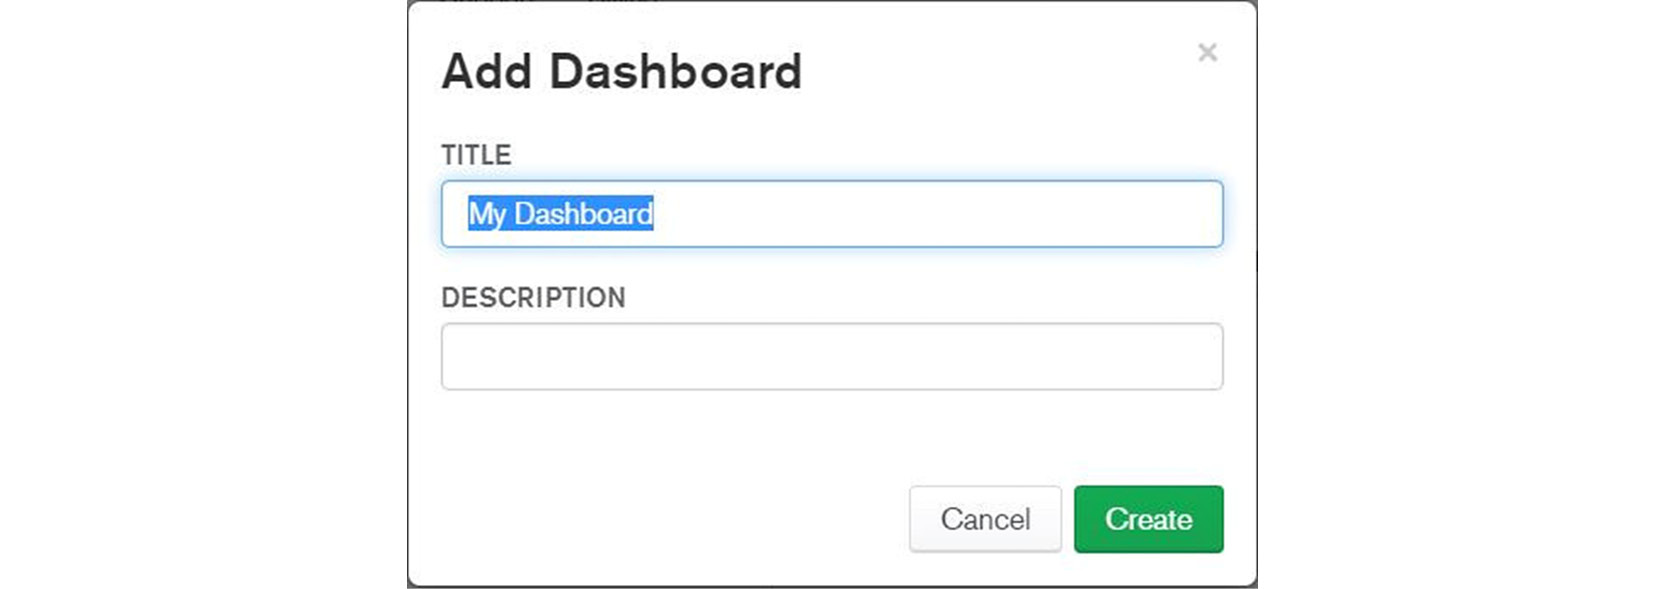 Add Dashboard
×
TITLE
My Dashboard
DESCRIPTION
Cancel
Create